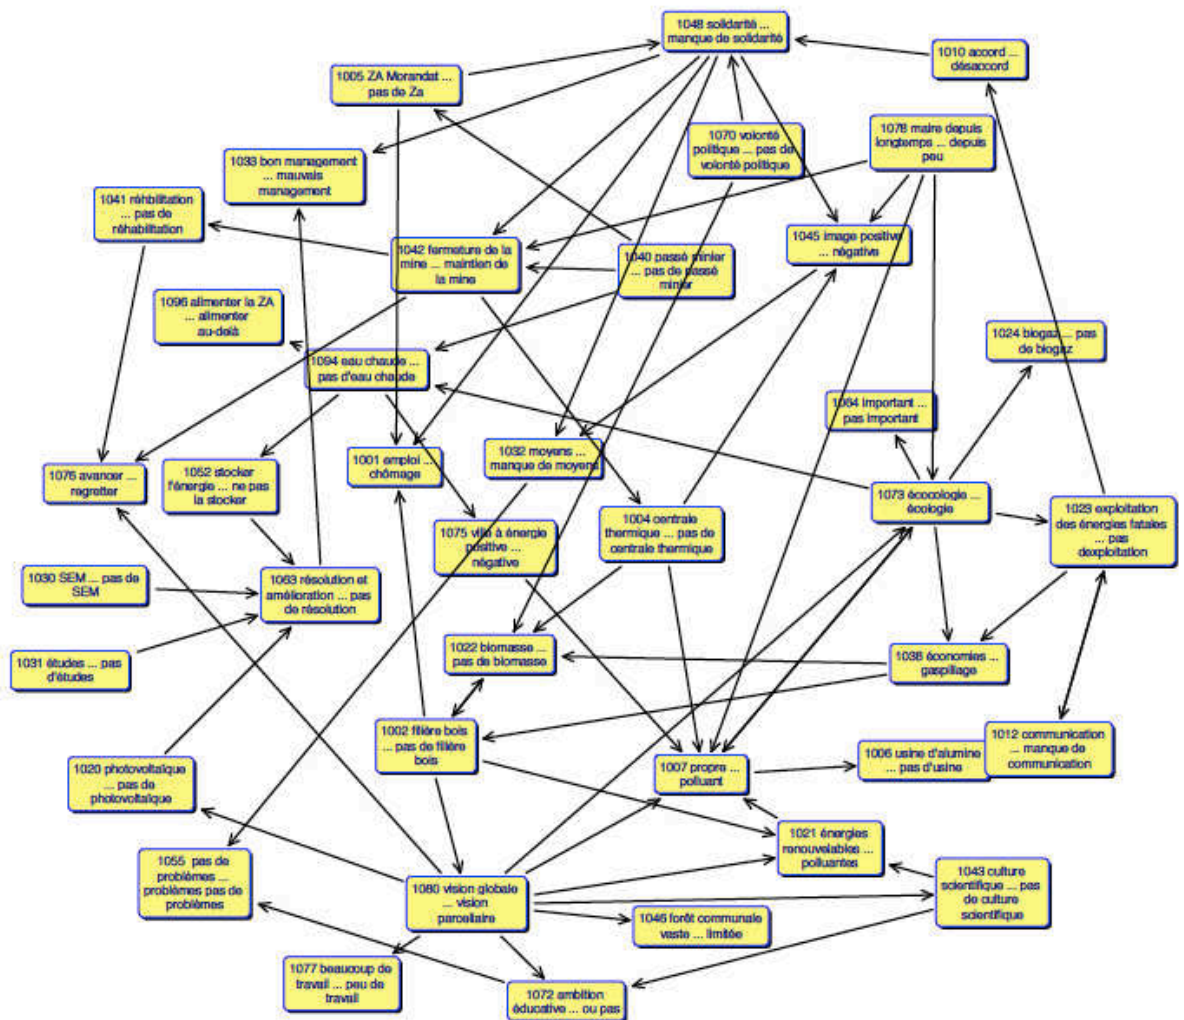 1048 solidarité ...
manque de solidarité
1010 accord ...
désaccord
1005 ZA Morandat ...
pas de Za
1070 volonté
politique ... pas de
volonté politique
1078 maire depuis
longtemps ... depuis
peu
1033 bon management
... mauvais
management
1041 réhbilitation
... pas de
réhabilitation
1042 fermeture de la
mine ... maintien de
la mine
1040 passé minier
... pas de passé
minier
1045 image positive
... négative
1096 alimenter la ZA
... alimenter
au-delà
1094 eau chaude ...
pas d'eau chaude
1024 biogaz ... pas
de biogaz
1064 important ...
pas important
1076 avancer ...
regretter
1052 stocker
l'énergie ... ne pas
la stocker
1001 emploi ...
chômage
1032 moyens ...
manque de moyens
1073 écocologie ...
écologie
1023 exploitation
des énergies fatales
... pas
dexploitation
1075 ville à énergie
positive ...
négative
1004 centrale
thermique ... pas de
centrale thermique
1030 SEM ... pas de
SEM
1063 résolution et
amélioration ... pas
de résolution
1031 études ... pas
d'études
1022 biomasse ...
pas de biomasse
1038 économies ...
gaspillage
1002 filière bois
... pas de filière
bois
1020 photovoltaïque
... pas de
photovoltaïque
1007 propre ...
polluant
1006 usine d'alumine
... pas d'usine
1012 communication
... manque de
communication
1021 énergies
renouvelables ...
polluantes
1055 pas de
problèmes ...
problèmes pas de
problèmes
1080 vision globale
... vision
parcellaire
1043 culture
scientifique ... pas
de culture
scientifique
1046 forêt communale
vaste ... limitée
1077 beaucoup de
travail ... peu de
travail
1072 ambition
éducative ... ou pas